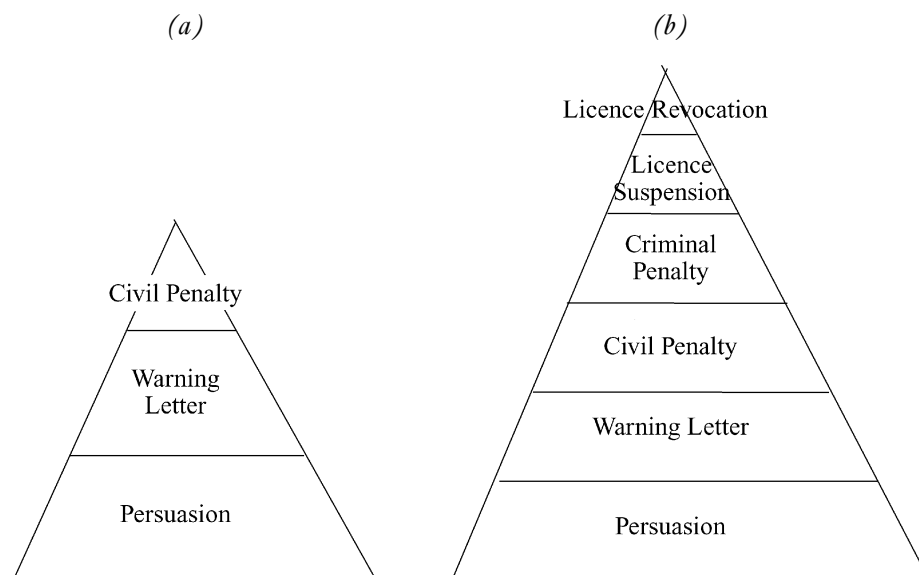 (a)
Civil Penalty
Warning
Letter
Persuasion
(b)
Licence Revocation
Licence
Suspension
Criminal
Penalty
Civil Penalty
Warning Letter
Persuasion